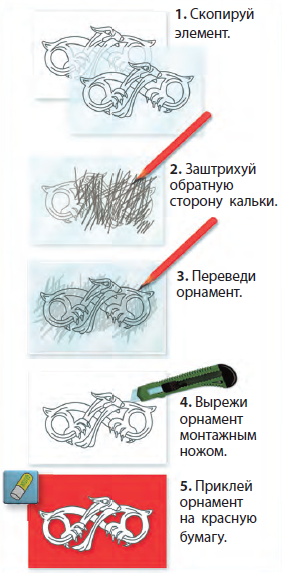 1. Скопируй
элемент.
2. Заштрихуй
обратную
сторону кальки.
3. Переведи
орнамент.
4. Вырежи
орнамент
монтажным
ножом.
5. Приклей
орнамент
на красную
бумагу.